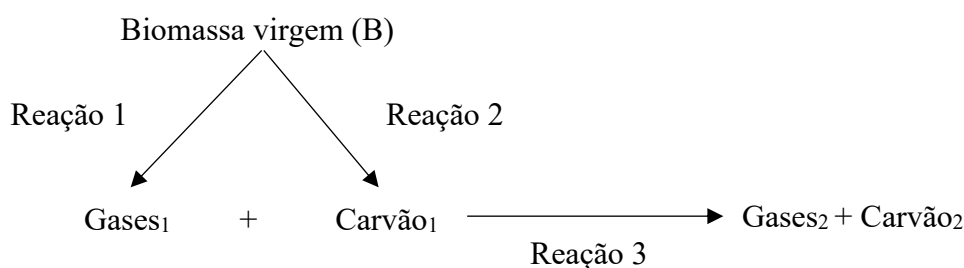 Biomassa virgem (B)
Reação 1 Reação 2
Gases₁ + Carvão₁ Gases₂ + Carvão₂
Reação 3